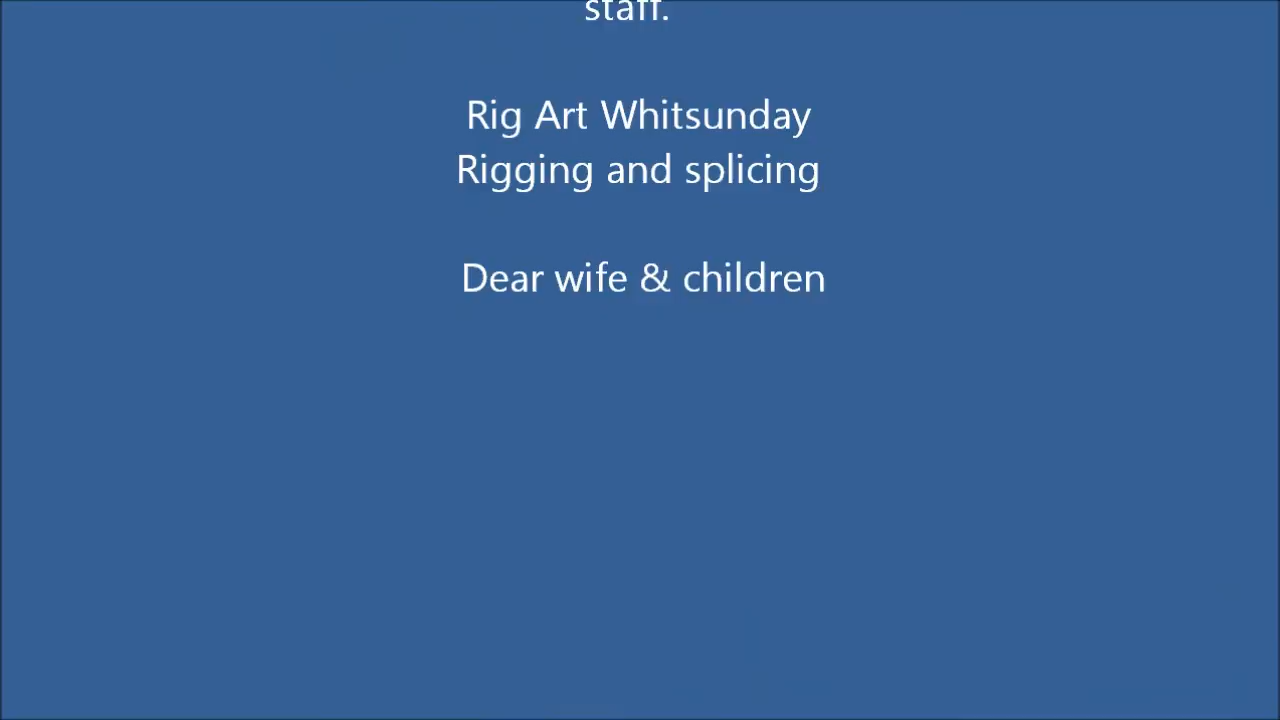 staff.
Rig Art Whitsunday
Rigging and splicing
Dear wife & children